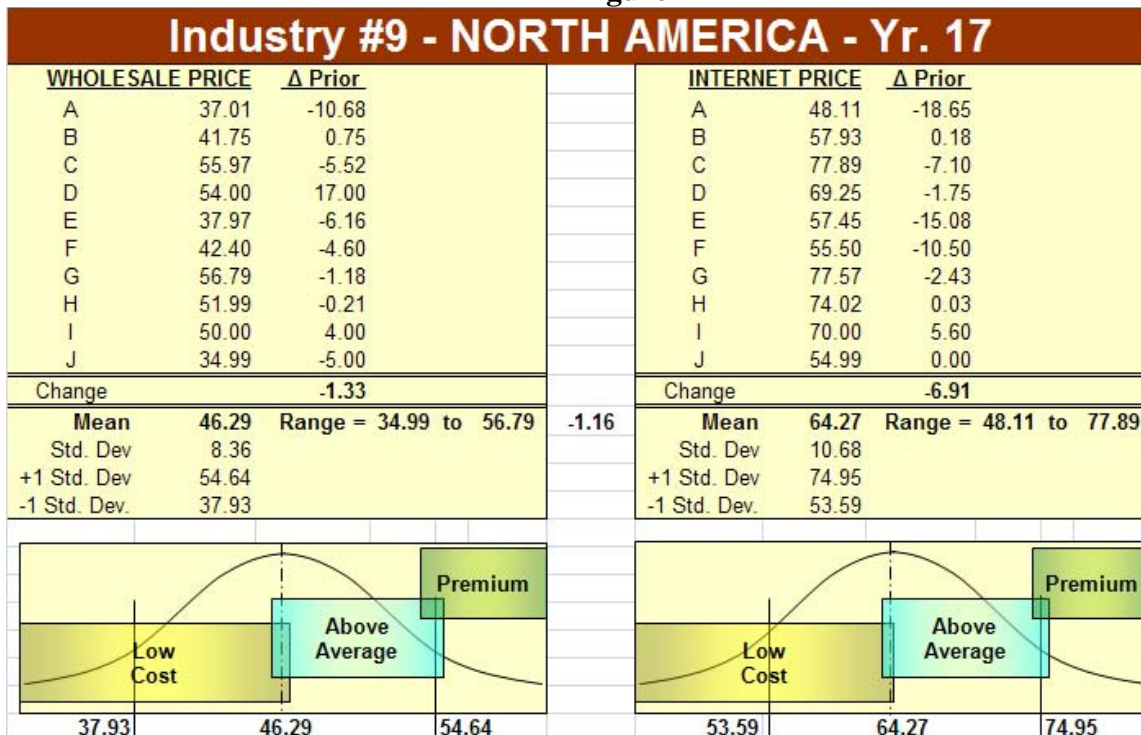 Industry #9 - NORTH AMERICA - Yr. 17
WHOLESALE PRICE Δ Prior
A 37.01 -10.68
B 41.75 0.75
C 55.97 -5.52
D 54.00 17.00
E 37.97 -6.16
F 42.40 -4.60
G 56.79 -1.18
H 51.99 -0.21
I 50.00 4.00
J 34.99 -5.00
Change -1.33
Mean 46.29 Range = 34.99 to 56.79
Std. Dev 8.36
+1 Std. Dev 54.64
-1 Std. Dev. 37.93
-1.16
INTERNET PRICE Δ Prior
A 48.11 -18.65
B 57.93 0.18
C 77.89 -7.10
D 69.25 -1.75
E 57.45 -15.08
F 55.50 -10.50
G 77.57 -2.43
H 74.02 0.03
I 70.00 5.60
J 54.99 0.00
Change -6.91
Mean 64.27 Range = 48.11 to 77.89
Std. Dev 10.68
+1 Std. Dev 74.95
-1 Std. Dev. 53.59
Premium
Above
Average
Low
Cost
37.93 46.29 54.64
Premium
Above
Average
Low
Cost
53.59 64.27 74.95